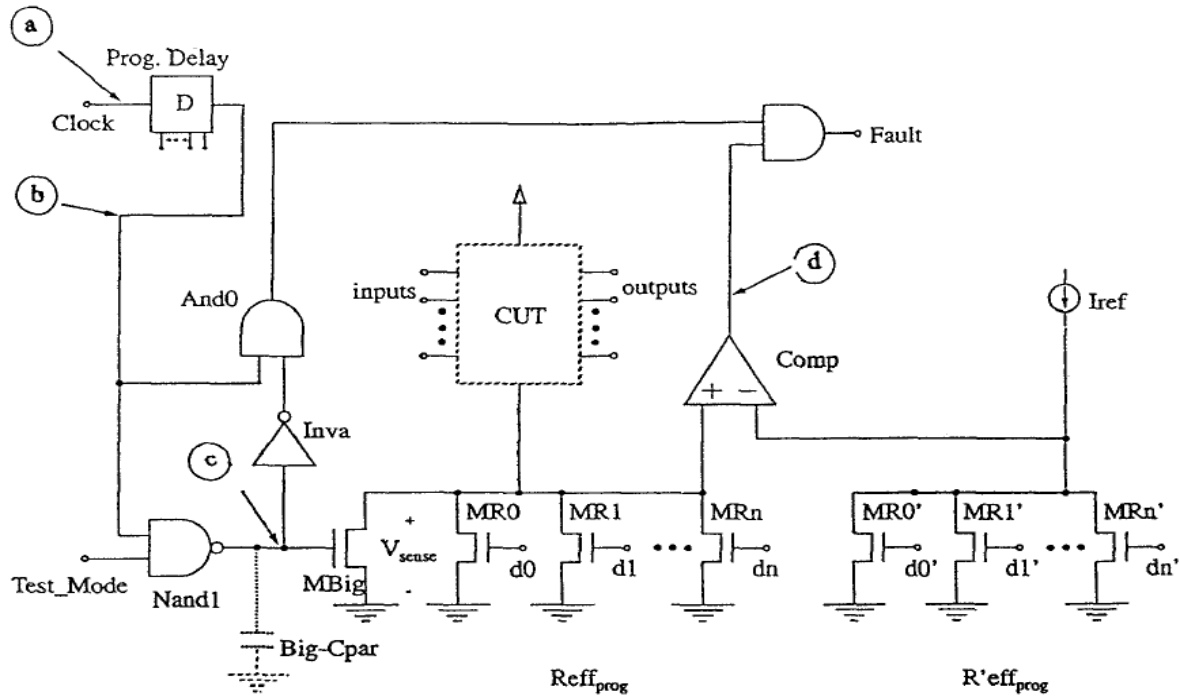 a
Prog. Delay
D
Clock
b
Fault
d
And0
inputs
outputs
CUT
Iref
Comp
+ −
Inva
c
MR0 MR1 MRn
MR0' MR1' MRn'
+
Vsense
-
d0 d1 dn
d0' d1' dn'
Test_Mode
Nand1
MBig
Big-Cpar
Reffprog
R'effprog